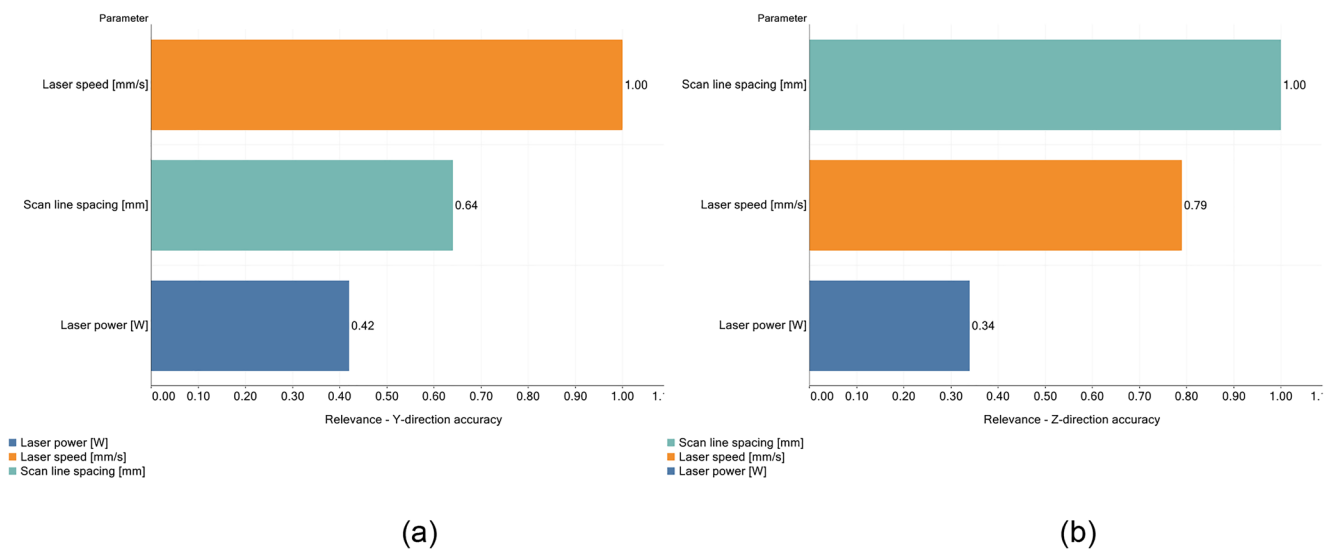 Parameter
Laser speed [mm/s]
1.00
Scan line spacing [mm]
0.64
Laser power [W]
0.42
0.00 0.10 0.20 0.30 0.40 0.50 0.60 0.70 0.80 0.90 1.00 1.1
Relevance - Y-direction accuracy
Laser power [W]
Laser speed [mm/s]
Scan line spacing [mm]
(a)
Parameter
Scan line spacing [mm]
1.00
Laser speed [mm/s]
0.79
Laser power [W]
0.34
0.00 0.10 0.20 0.30 0.40 0.50 0.60 0.70 0.80 0.90 1.00 1.1
Relevance - Z-direction accuracy
Scan line spacing [mm]
Laser speed [mm/s]
Laser power [W]
(b)